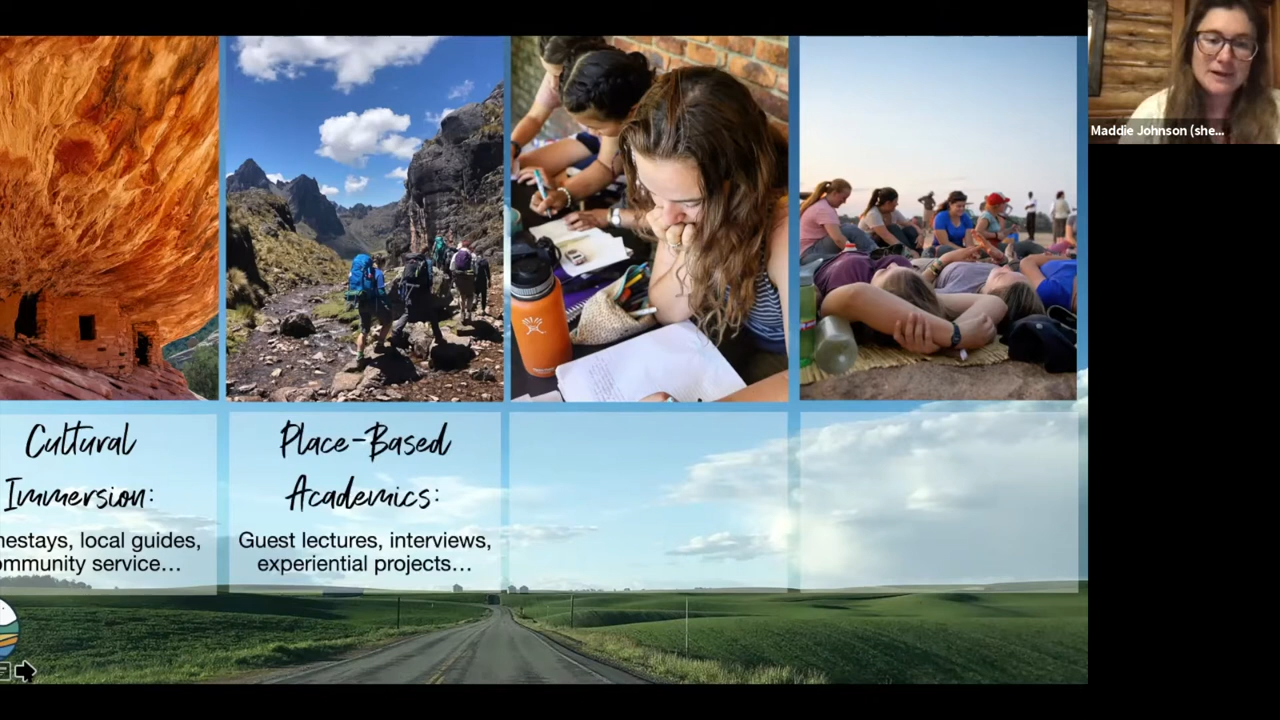 Cultural
Immersion:
nestays, local guides,
ommunity service...
Place-Based
Academics:
Guest lectures, interviews,
experiential projects...
Maddie Johnson (she...